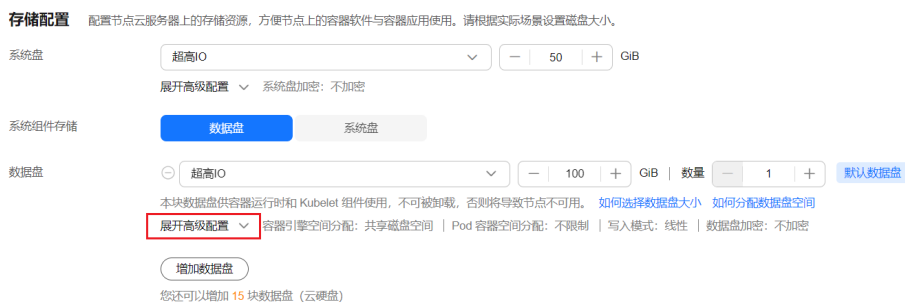 存储配置 配置节点云服务器上的存储资源，方便节点上的容器软件与容器应用使用。请根据实际场景设置磁盘大小。
系统盘 超高IO 50 GiB
展开高级配置 系统盘加密：不加密
系统组件存储 数据盘 系统盘
数据盘 超高IO 100 GiB | 数量 1 默认数据盘
本块数据盘供容器运行时和 Kubelet 组件使用，不可被卸载，否则将导致节点不可用。 如何选择数据盘大小 如何分配数据盘空间
展开高级配置 容器引擎空间分配：共享磁盘空间 | Pod 容器空间分配：不限制 | 写入模式：线性 | 数据盘加密：不加密
增加数据盘
您还可以增加 15 块数据盘（云硬盘）